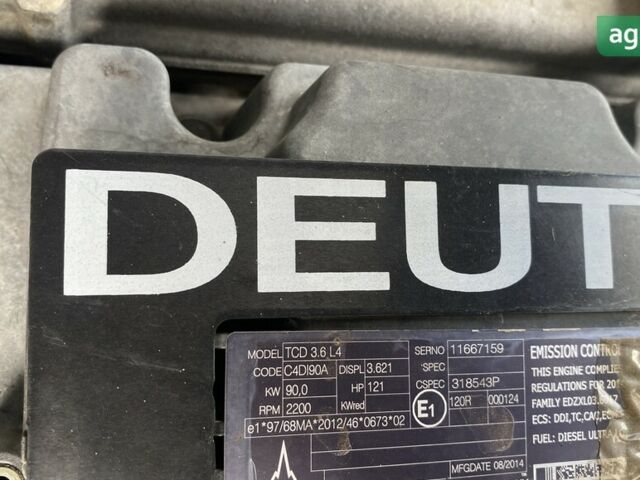 ag
DEUT
MODEL TCD 3.6 L4 SERNO 11667159
CODE C4DI90A DISPL 3.621 'SPEC
KW 90,0 HP 121 CSPEC 318543P
RPM 2200 KWred E1 120R 000124
e1*97/68MA*2012/46*0673*02
MFGDATE 08/2014
EMISSION CONTRO
THIS ENGINE COMPLIE
REGULATIONS FOR 20
FAMILY EDZXL03.
ECS: DDI,TC,CAC,
FUEL: DIESEL ULTRA